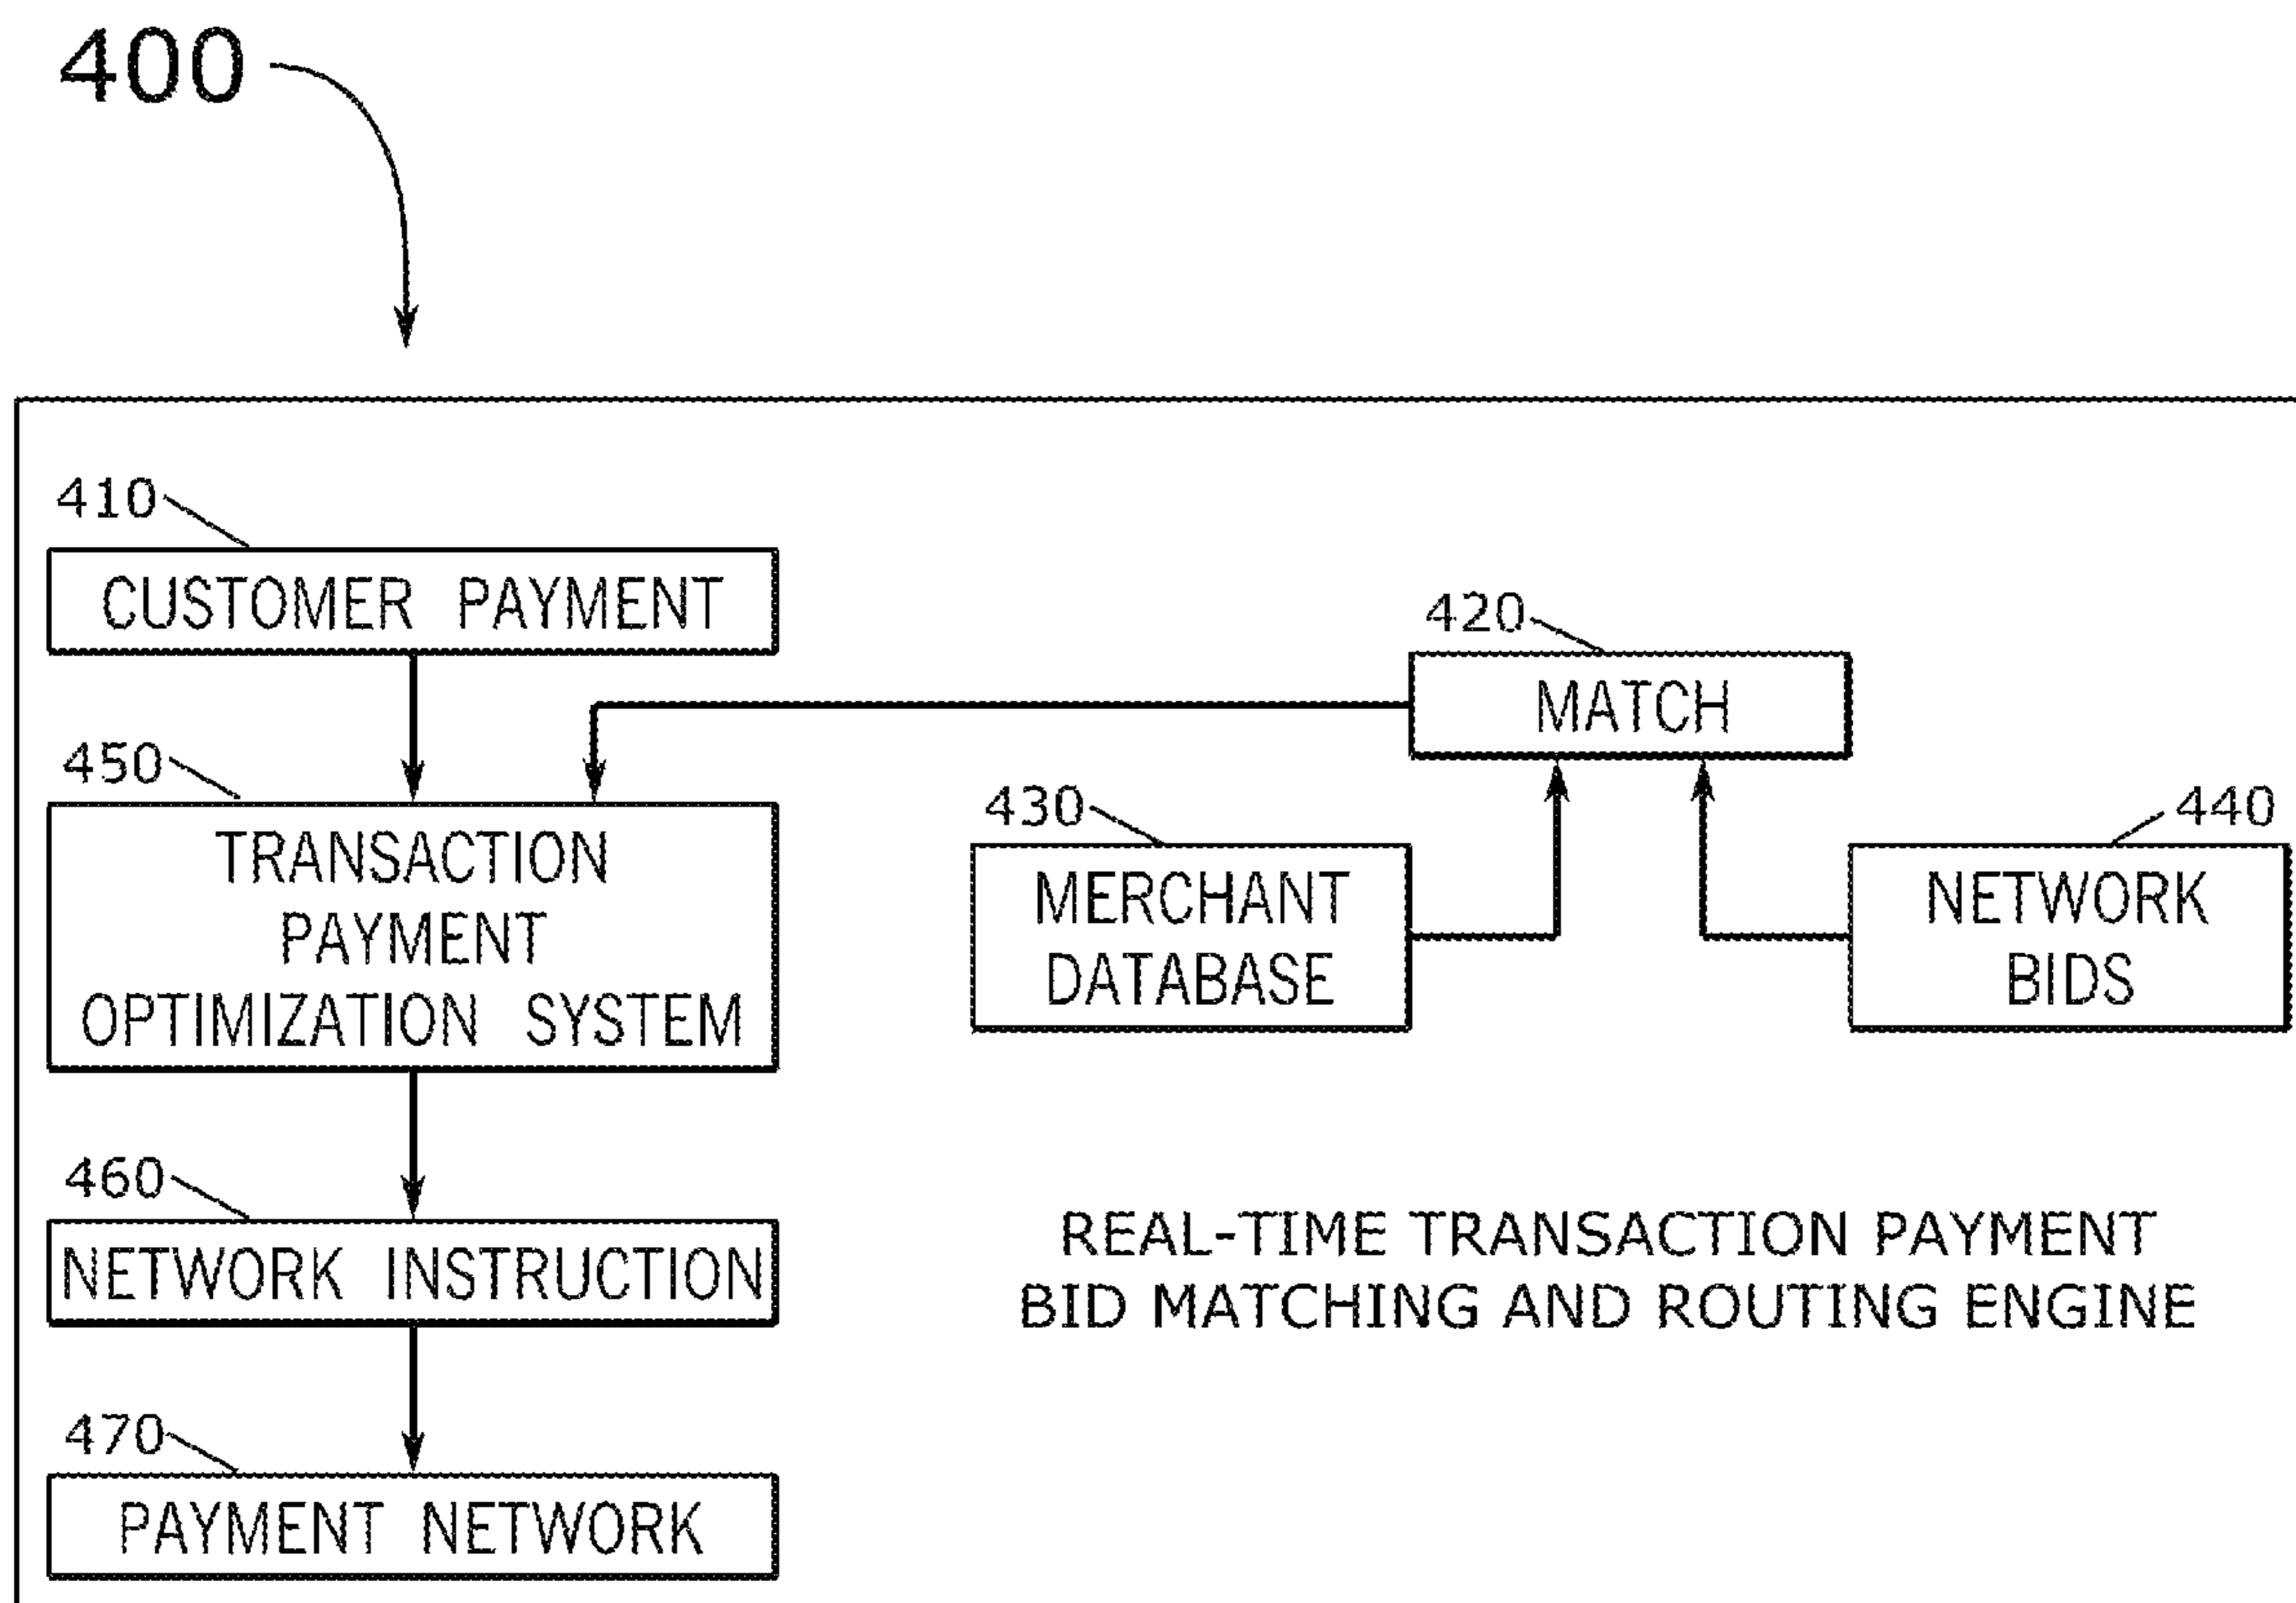 400
410
CUSTOMER PAYMENT
420
MATCH
450
TRANSACTION
PAYMENT
OPTIMIZATION SYSTEM
430
MERCHANT
DATABASE
440
NETWORK
BIDS
460
NETWORK INSTRUCTION
REAL-TIME TRANSACTION PAYMENT
BID MATCHING AND ROUTING ENGINE
470
PAYMENT NETWORK